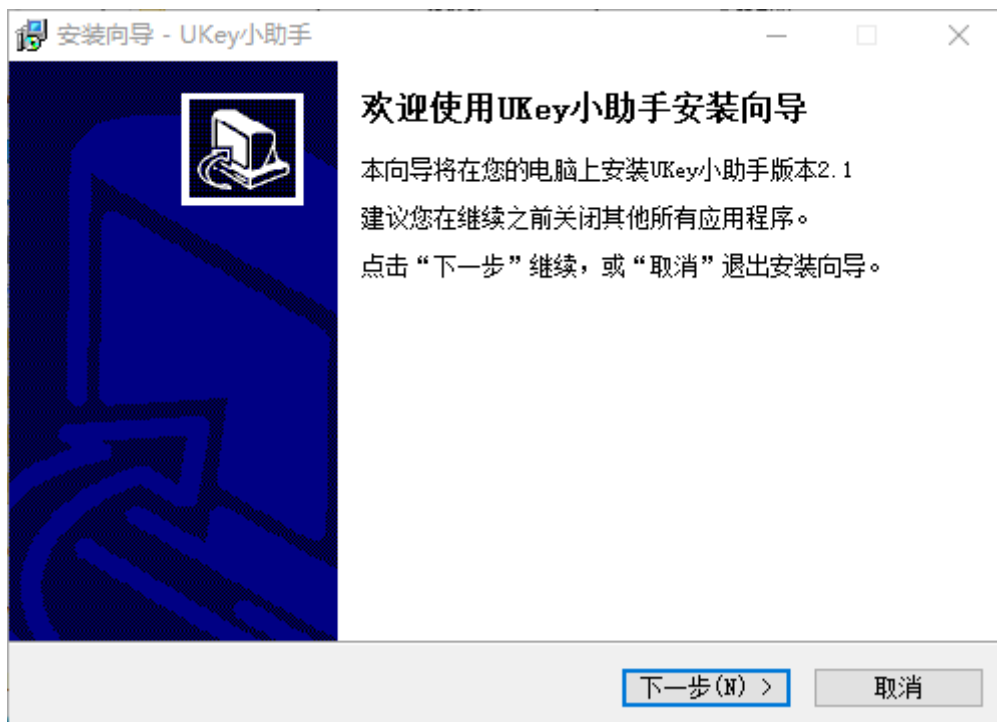 安装向导 - UKey小助手
欢迎使用UKey小助手安装向导
本向导将在您的电脑上安装UKey小助手版本2.1
建议您在继续之前关闭其他所有应用程序。
点击“下一步”继续，或“取消”退出安装向导。
下一步(N) >
取消